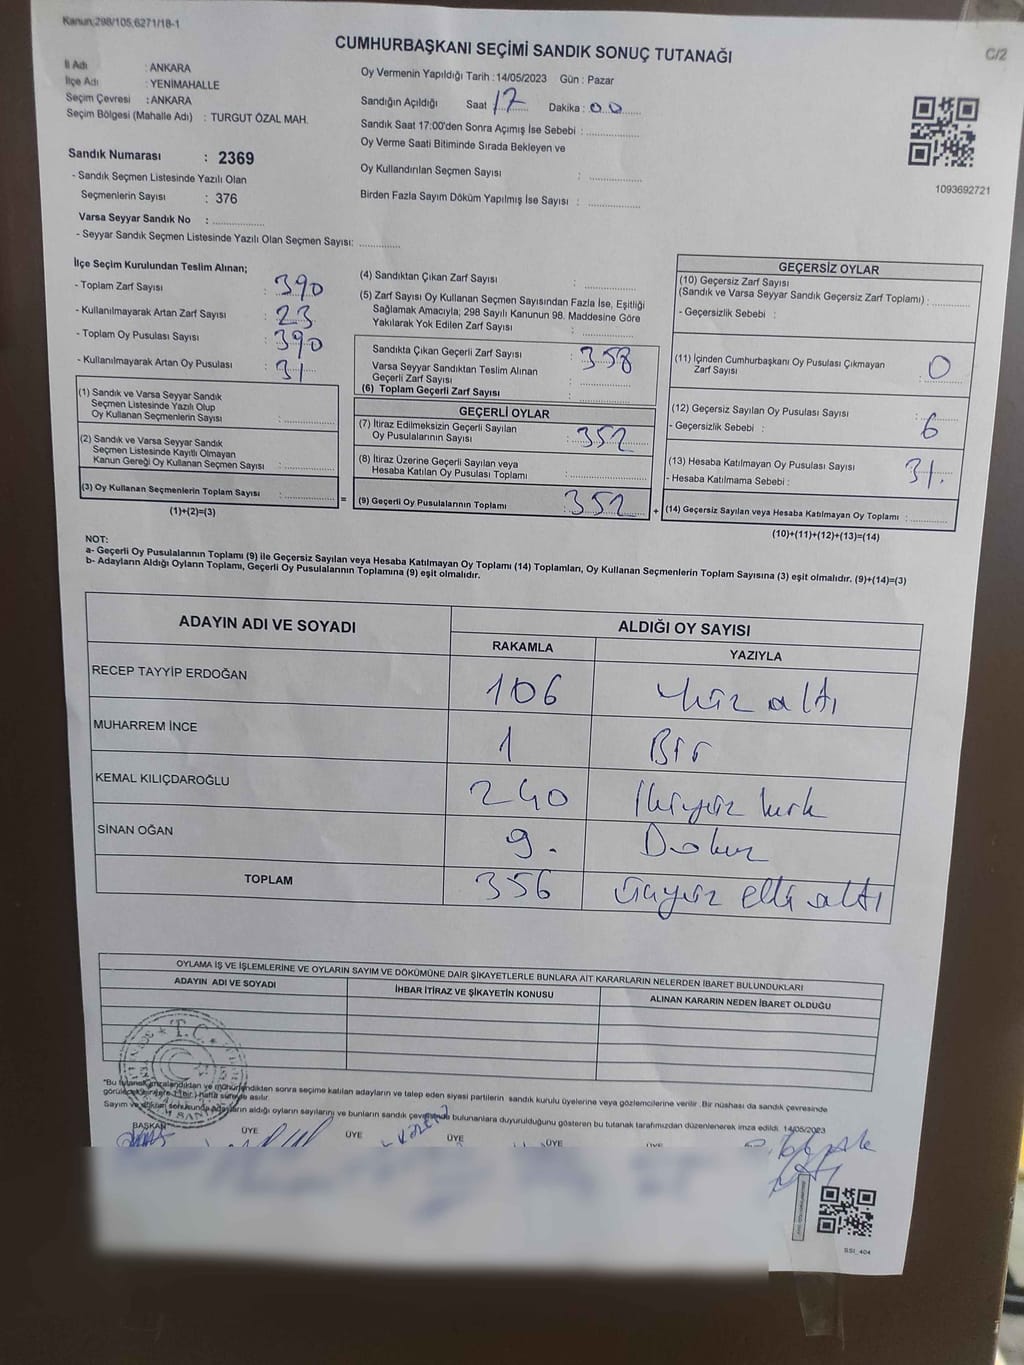 Kanun,298/105,6271/18-1
CUMHURBAŞKANI SEÇİMİ SANDIK SONUÇ TUTANAĞI
C/2
İl Adı : ANKARA
İlçe Adı : YENİMAHALLE
Seçim Çevresi : ANKARA
Seçim Bölgesi (Mahalle Adı) : TURGUT ÖZAL MAH.
Sandık Numarası : 2369
- Sandık Seçmen Listesinde Yazılı Olan
Seçmenlerin Sayısı : 376
Varsa Seyyar Sandık No : ................
- Seyyar Sandık Seçmen Listesinde Yazılı Olan Seçmen Sayısı: ............
Oy Vermenin Yapıldığı Tarih : 14/05/2023 Gün : Pazar
Sandığın Açıldığı Saat 17 Dakika : 00
Sandık Saat 17:00'den Sonra Açımış İse Sebebi : ................
Oy Verme Saati Bitiminde Sırada Bekleyen ve
Oy Kullandırılan Seçmen Sayısı : ................
Birden Fazla Sayım Döküm Yapılmış İse Sayısı : ................
1093692721
İlçe Seçim Kurulundan Teslim Alınan;
- Toplam Zarf Sayısı : 390
- Kullanılmayarak Artan Zarf Sayısı : 23
- Toplam Oy Pusulası Sayısı : 390
- Kullanılmayarak Artan Oy Pusulası : 31
(1) Sandık ve Varsa Seyyar Sandık
Seçmen Listesinde Yazılı Olup
Oy Kullanan Seçmenlerin Sayısı : ................
(2) Sandık ve Varsa Seyyar Sandık
Seçmen Listesinde Kayıtlı Olmayan
Kanun Gereği Oy Kullanan Seçmen Sayısı : ................
(3) Oy Kullanan Seçmenlerin Toplam Sayısı : ................ =
(1)+(2)=(3)
(4) Sandıktan Çıkan Zarf Sayısı : ................
(5) Zarf Sayısı Oy Kullanan Seçmen Sayısından Fazla İse, Eşitliği
Sağlamak Amacıyla; 298 Sayılı Kanunun 98. Maddesine Göre
Yakılarak Yok Edilen Zarf Sayısı : ................
Sandıkta Çıkan Geçerli Zarf Sayısı : 358
Varsa Seyyar Sandıktan Teslim Alınan
Geçerli Zarf Sayısı : ................
(6) Toplam Geçerli Zarf Sayısı : ................
GEÇERLİ OYLAR
(7) İtiraz Edilmeksizin Geçerli Sayılan
Oy Pusulalarının Sayısı : 352
(8) İtiraz Üzerine Geçerli Sayılan veya
Hesaba Katılan Oy Pusulaları Toplamı : ................
(9) Geçerli Oy Pusulalarının Toplamı : 352 +
GEÇERSİZ OYLAR
(10) Geçersiz Zarf Sayısı
(Sandık ve Varsa Seyyar Sandık Geçersiz Zarf Toplamı) : ............
- Geçersizlik Sebebi :
(11) İçinden Cumhurbaşkanı Oy Pusulası Çıkmayan
Zarf Sayısı : 0
(12) Geçersiz Sayılan Oy Pusulası Sayısı : 6
- Geçersizlik Sebebi :
(13) Hesaba Katılmayan Oy Pusulası Sayısı : 31.
- Hesaba Katılmama Sebebi :
(14) Geçersiz Sayılan veya Hesaba Katılmayan Oy Toplamı : ............
(10)+(11)+(12)+(13)=(14)
NOT:
a- Geçerli Oy Pusulalarının Toplamı (9) ile Geçersiz Sayılan veya Hesaba Katılmayan Oy Toplamı (14) Toplamları, Oy Kullanan Seçmenlerin Toplam Sayısına (3) eşit olmalıdır. (9)+(14)=(3)
b- Adayların Aldığı Oyların Toplamı, Geçerli Oy Pusulalarının Toplamına (9) eşit olmalıdır.
ADAYIN ADI VE SOYADI
ALDIĞI OY SAYISI
RAKAMLA YAZIYLA
RECEP TAYYİP ERDOĞAN 106 Yüz altı
MUHARREM İNCE 1 Bir
KEMAL KILIÇDAROĞLU 240 İkiyüz kırk
SİNAN OĞAN 9. Dokuz
TOPLAM 356 üçyüz elli altı
OYLAMA İŞ VE İŞLEMLERİNE VE OYLARIN SAYIM VE DÖKÜMÜNE DAİR ŞİKAYETLERLE BUNLARA AİT KARARLARIN NELERDEN İBARET BULUNDUKLARI
ADAYIN ADI VE SOYADI İHBAR İTİRAZ VE ŞİKAYETİN KONUSU ALINAN KARARIN NEDEN İBARET OLDUĞU
T.C.
*Bu tutanak imzalandıktan ve mühürlendikten sonra seçime katılan adayların ve talep eden siyasi partilerin sandık kurulu üyelerine veya gözlemcilerine verilir. Bir nüshası da sandık çevresinde
hafta süreyle asılır.
Sayım ve döküm sonucunda adayların aldığı oyların sayılarını ve bunların sandık çevresinde bulunanlara duyurulduğunu gösteren bu tutanak tarafımızdan düzenlenerek imza edildi. 14/05/2023
BAŞKAN ÜYE ÜYE ÜYE ÜYE ÜYE
SSI_404